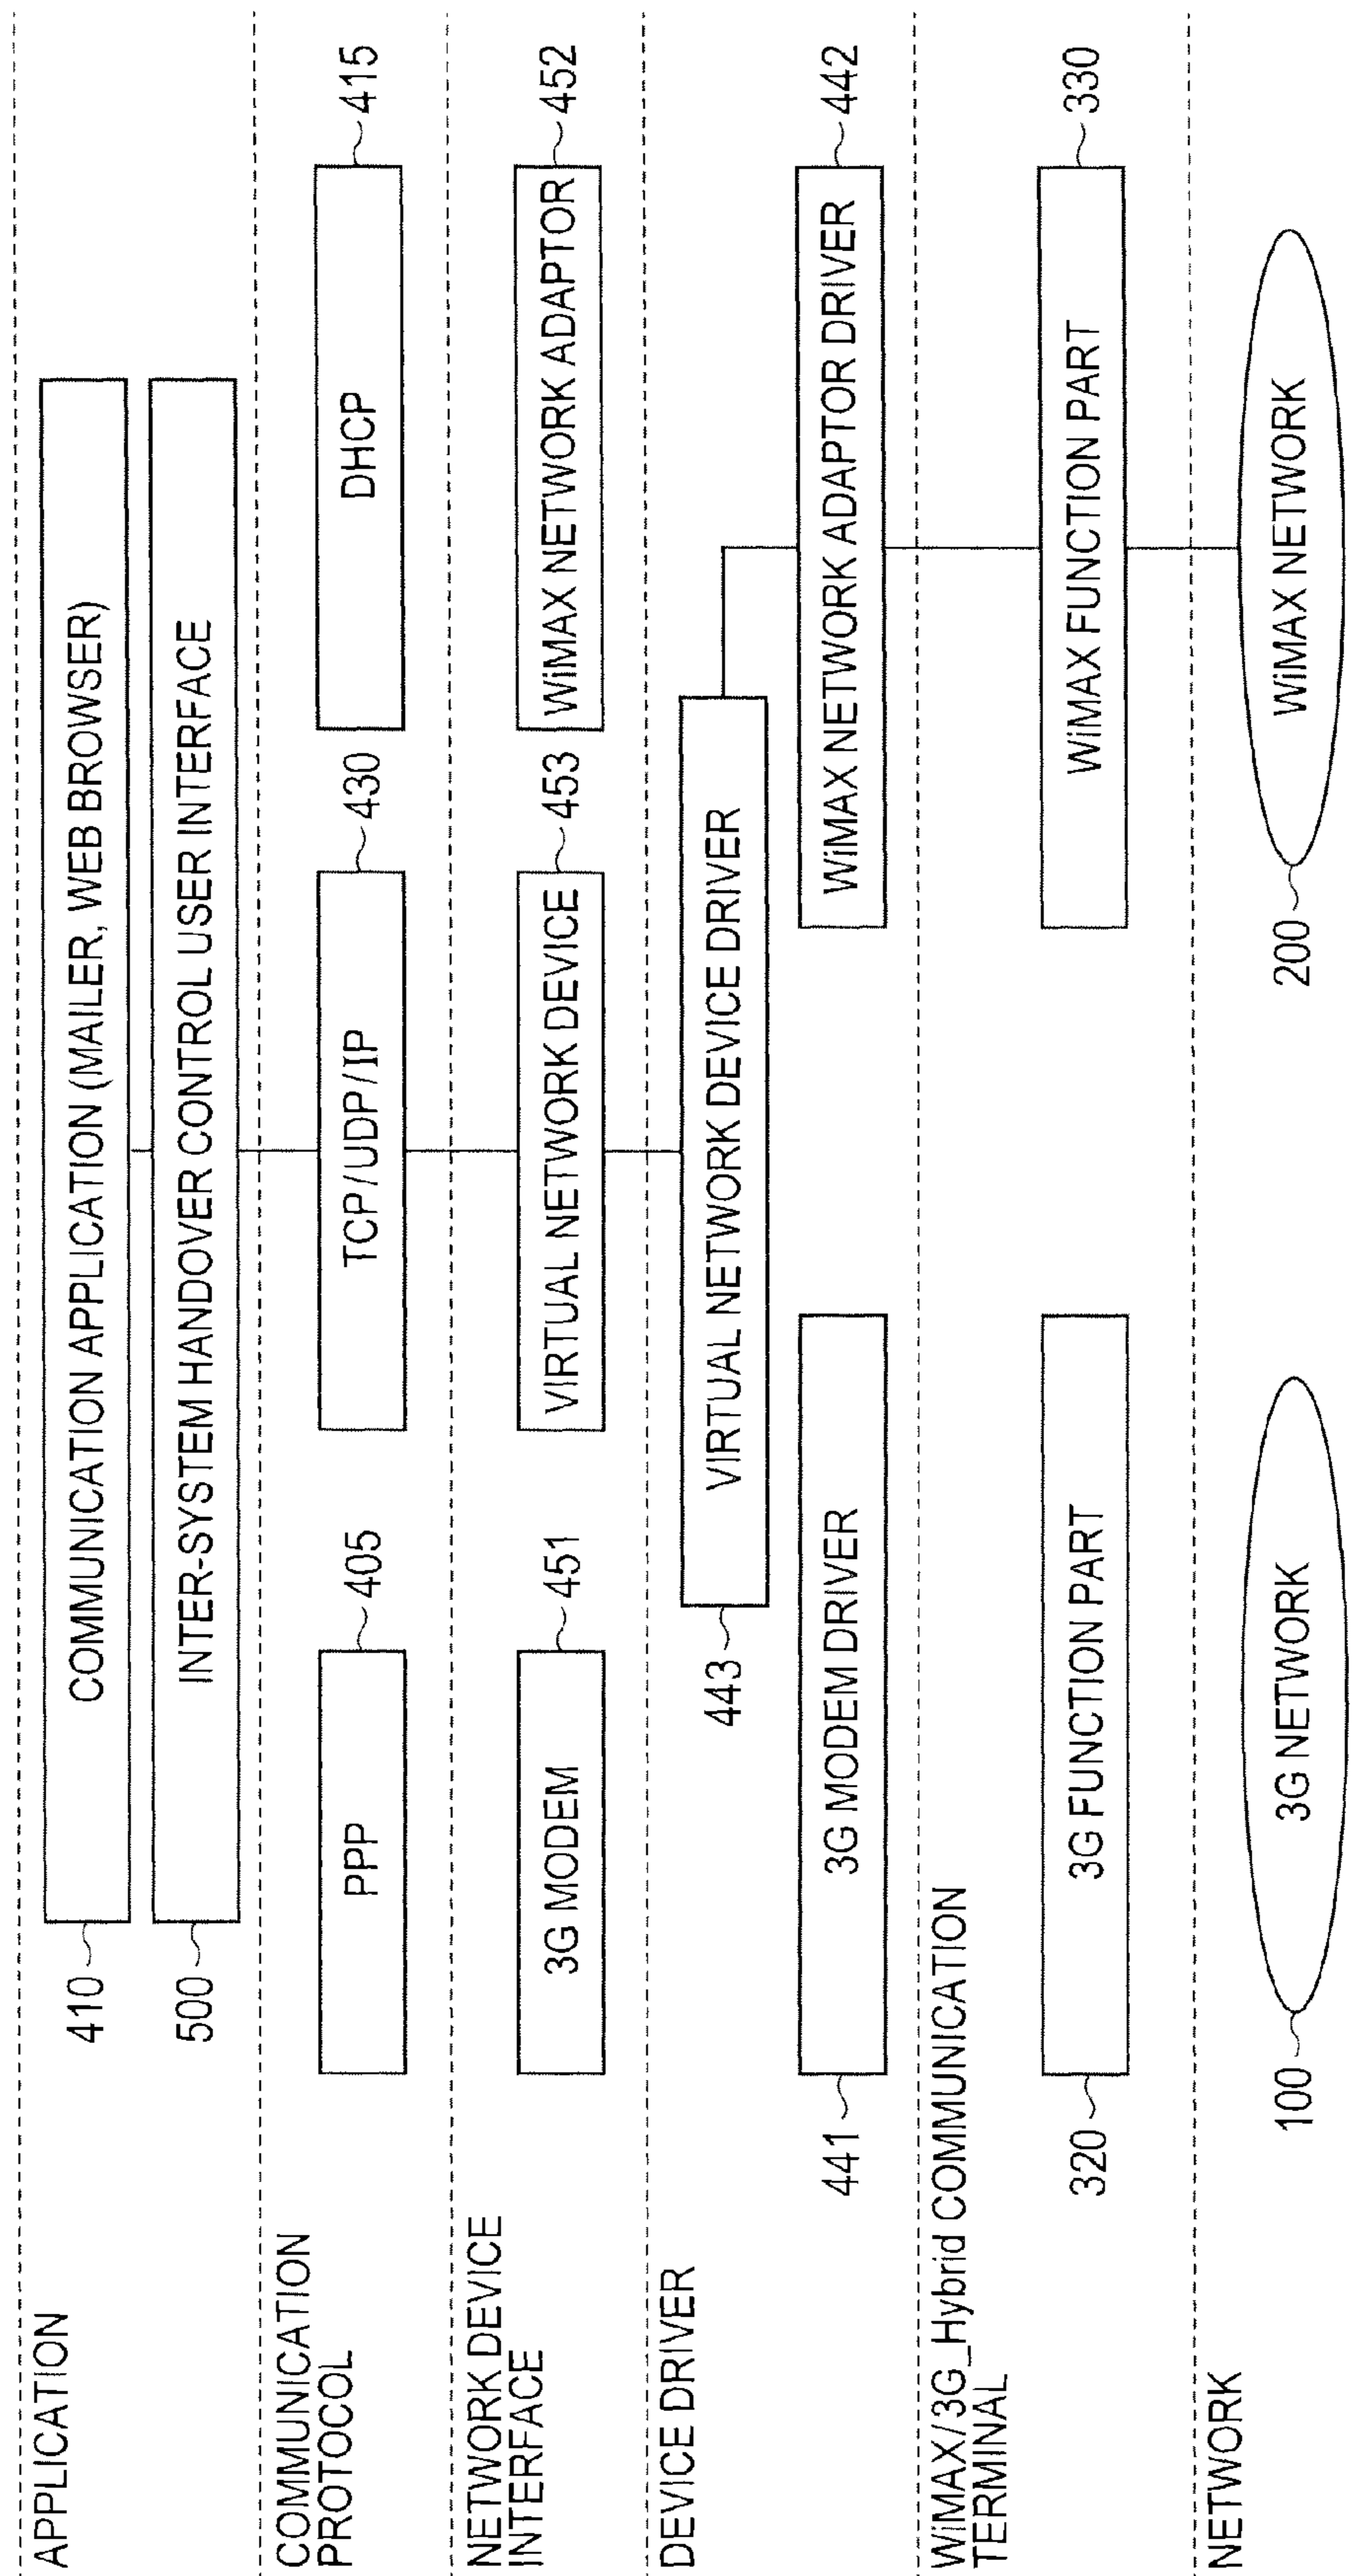 APPLICATION
COMMUNICATION APPLICATION (MAILER, WEB BROWSER)
410
INTER-SYSTEM HANDOVER CONTROL USER INTERFACE
500
COMMUNICATION
PROTOCOL
PPP
405
TCP/UDP/IP
430
DHCP
415
NETWORK DEVICE
INTERFACE
3G MODEM
451
VIRTUAL NETWORK DEVICE
453
WiMAX NETWORK ADAPTOR
452
DEVICE DRIVER
443
VIRTUAL NETWORK DEVICE DRIVER
441
3G MODEM DRIVER
WiMAX NETWORK ADAPTOR DRIVER
442
WiMAX/3G_Hybrid COMMUNICATION
TERMINAL
320
3G FUNCTION PART
WiMAX FUNCTION PART
330
NETWORK
100
3G NETWORK
200
WiMAX NETWORK